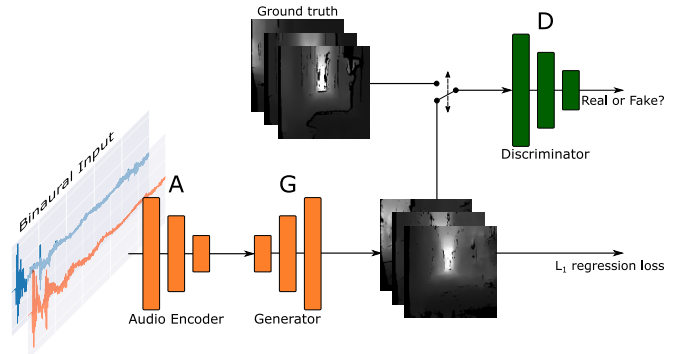 Ground truth
D
Real or Fake?
Discriminator
Binaural Input
A
G
Audio Encoder
Generator
L₁ regression loss